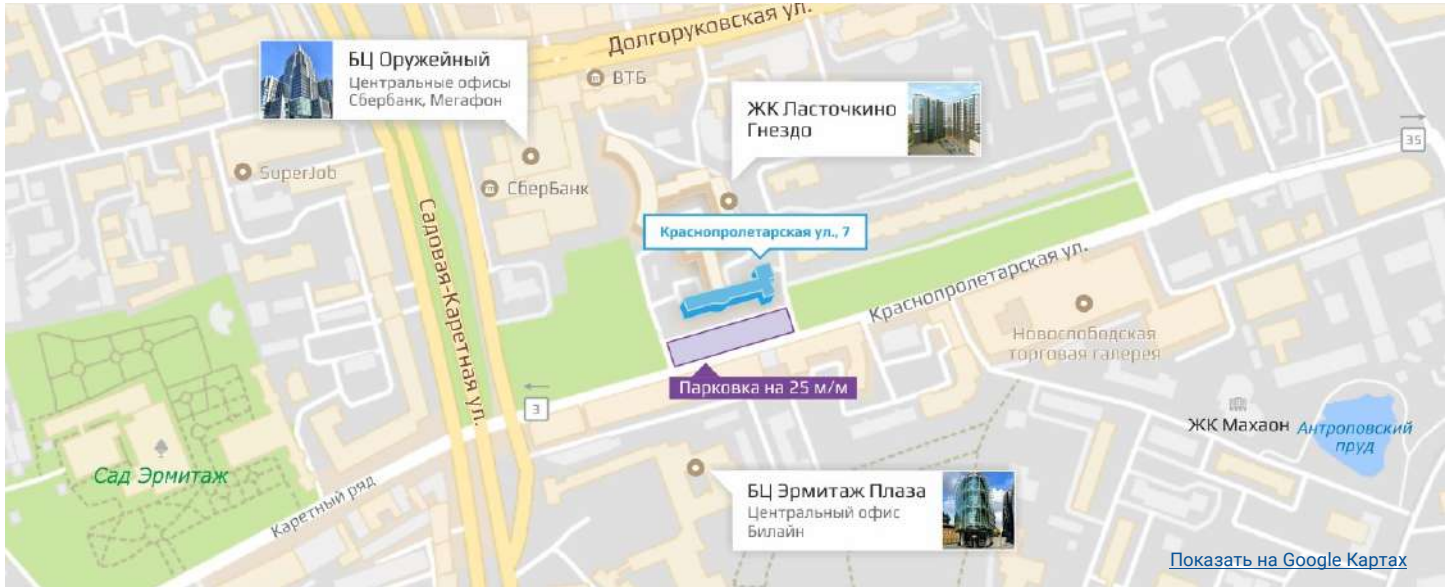 Долгоруковская ул.
БЦ Оружейный
Центральные офисы
Сбербанк, Мегафон
ВТБ
ЖК Ласточкино
Гнездо
35
SuperJob
СберБанк
Садовая-Каретная ул.
Краснопролетарская ул., 7
Краснопролетарская ул.
Новослободская
торговая галерея
Парковка на 25 м/м
3
ЖК Махаон
Антроповский
пруд
Сад Эрмитаж
Каретный ряд
БЦ Эрмитаж Плаза
Центральный офис
Билайн
Показать на Google Картах